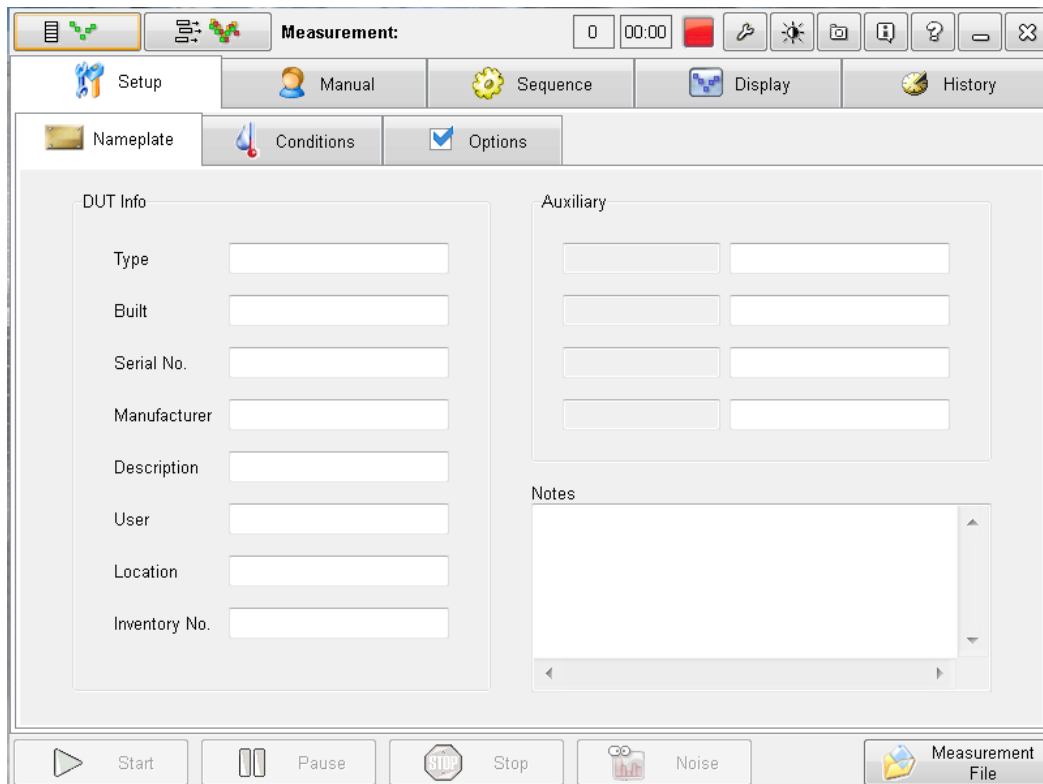 Measurement:
0
00:00
Setup
Manual
Sequence
Display
History
Nameplate
Conditions
Options
DUT Info
Type
Built
Serial No.
Manufacturer
Description
User
Location
Inventory No.
Auxiliary
Notes
Start
Pause
STOP
Stop
Noise
Measurement
File